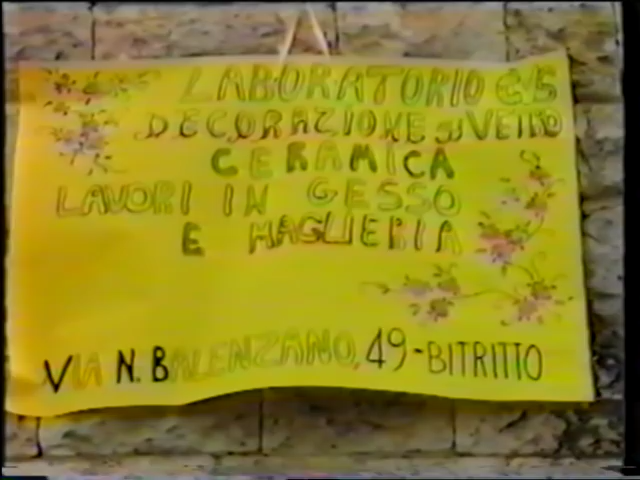 LABORATORIO
DECORAZIONE SU VETRO
CERAMICA
LAVORI IN GESSO
E MAGLIERIA
VIA N. BALENZANO, 49-BITRITTO